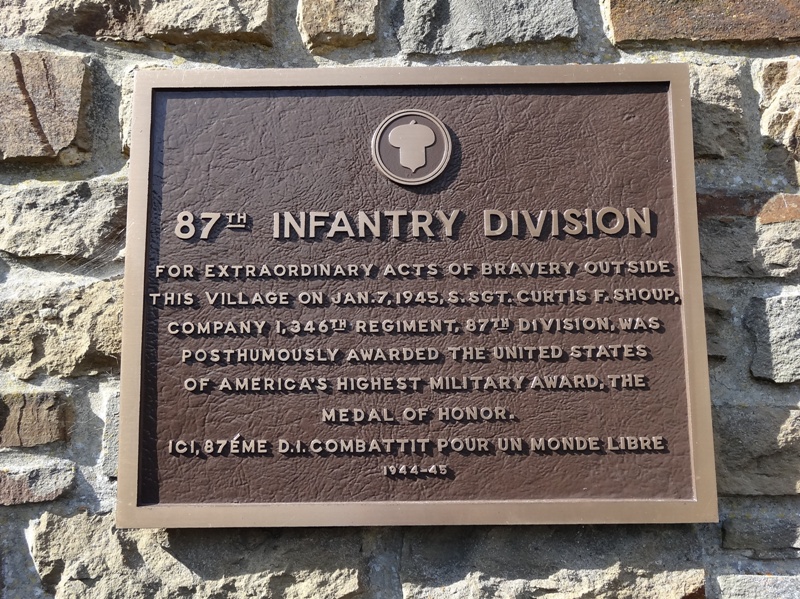 87TH INFANTRY DIVISION
FOR EXTRAORDINARY ACTS OF BRAVERY OUTSIDE
THIS VILLAGE ON JAN.7,1945, S.SGT. CURTIS F. SHOUP,
COMPANY I, 346TH REGIMENT, 87TH DIVISION, WAS
POSTHUMOUSLY AWARDED THE UNITED STATES
OF AMERICA'S HIGHEST MILITARY AWARD, THE
MEDAL OF HONOR.
ICI, 87ÉME D.I. COMBATTIT POUR UN MONDE LIBRE
1944-45